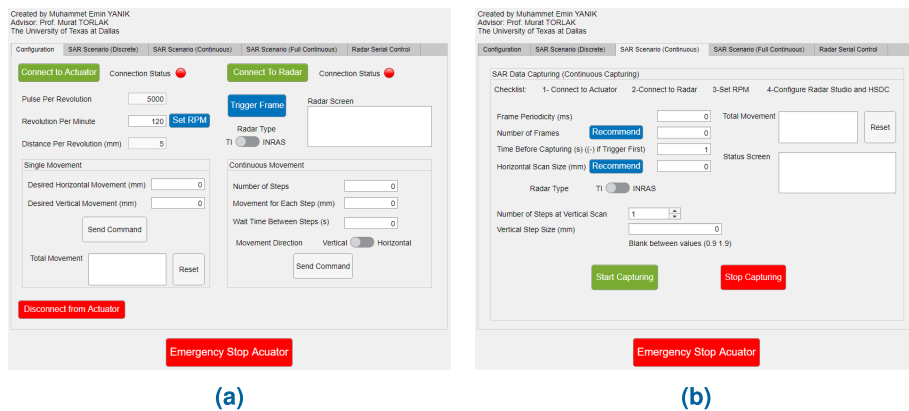 Created by Muhammet Emin YANIK
Advisor: Prof. Murat TORLAK
The University of Texas at Dallas
Configuration SAR Scenario (Discrete) SAR Scenario (Continuous) SAR Scenario (Full Continuous) Radar Serial Control
Connect to Actuator Connection Status Connect To Radar Connection Status
Pulse Per Revolution 5000
Revolution Per Minute 120 Set RPM
Distance Per Revolution (mm) 5
Trigger Frame Radar Screen
Radar Type
TI INRAS
Single Movement
Desired Horizontal Movement (mm) 0
Desired Vertical Movement (mm) 0
Send Command
Total Movement Reset
Continuous Movement
Number of Steps 0
Movement for Each Step (mm) 0
Wait Time Between Steps (s) 0
Movement Direction Vertical Horizontal
Send Command
Disconnect from Actuator
Emergency Stop Acuator
(a)
Created by Muhammet Emin YANIK
Advisor: Prof. Murat TORLAK
The University of Texas at Dallas
Configuration SAR Scenario (Discrete) SAR Scenario (Continuous) SAR Scenario (Full Continuous) Radar Serial Control
SAR Data Capturing (Continuous Capturing)
Checklist: 1- Connect to Actuator 2-Connect to Radar 3-Set RPM 4-Configure Radar Studio and HSDC
Frame Periodicity (ms) 0
Number of Frames Recommend 0
Time Before Capturing (s) ((-) if Trigger First) 1
Horizontal Scan Size (mm) Recommend 0
Total Movement Reset
Status Screen
Radar Type TI INRAS
Number of Steps at Vertical Scan 1
Vertical Step Size (mm) 0
Blank between values (0.9 1.9)
Start Capturing Stop Capturing
Emergency Stop Acuator
(b)